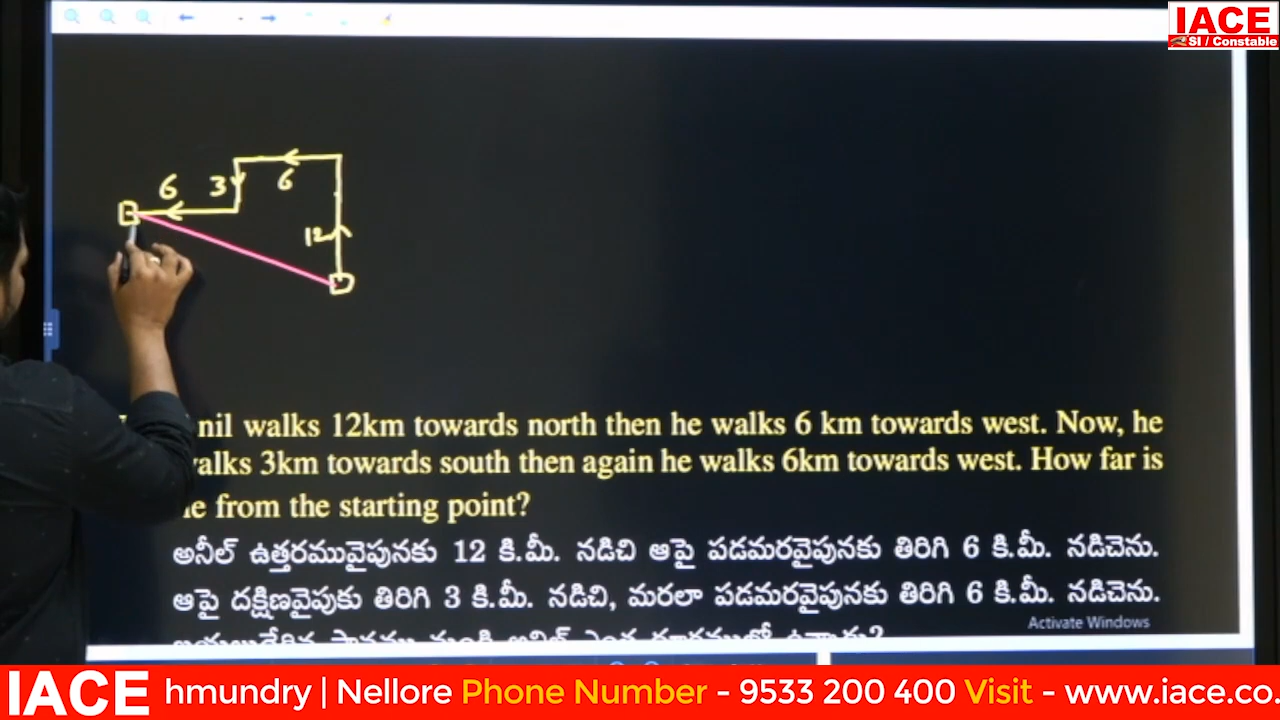 IACE
SI / Constable
6 3 6
12
nil walks 12km towards north then he walks 6 km towards west. Now, he
walks 3km towards south then again he walks 6km towards west. How far is
from the starting point?
అనీల్ ఉత్తరమువైపునకు 12 కి.మీ. నడిచి ఆపై పడమరవైపునకు తిరిగి 6 కి.మీ. నడిచెను.
ఆపై దక్షిణవైపుకు తిరిగి 3 కి.మీ. నడిచి, మరలా పడమరవైపునకు తిరిగి 6 కి.మీ. నడిచెను.
Activate Windows
IACE hmundry | Nellore Phone Number - 9533 200 400 Visit - www.iace.co.